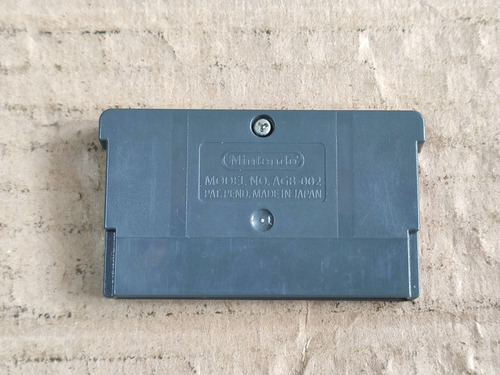 Nintendo
MODEL NO. AGB-002
PAT. PEND. MADE IN JAPAN